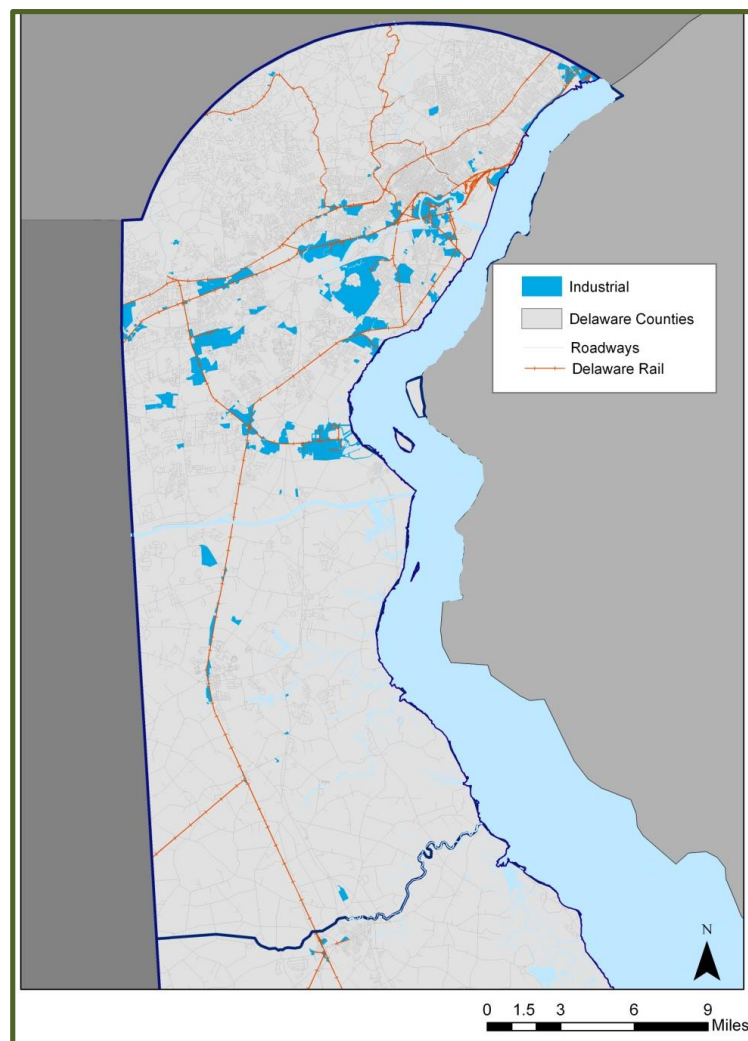 Industrial
Delaware Counties
Roadways
Delaware Rail
N
0 1.5 3 6 9
Miles